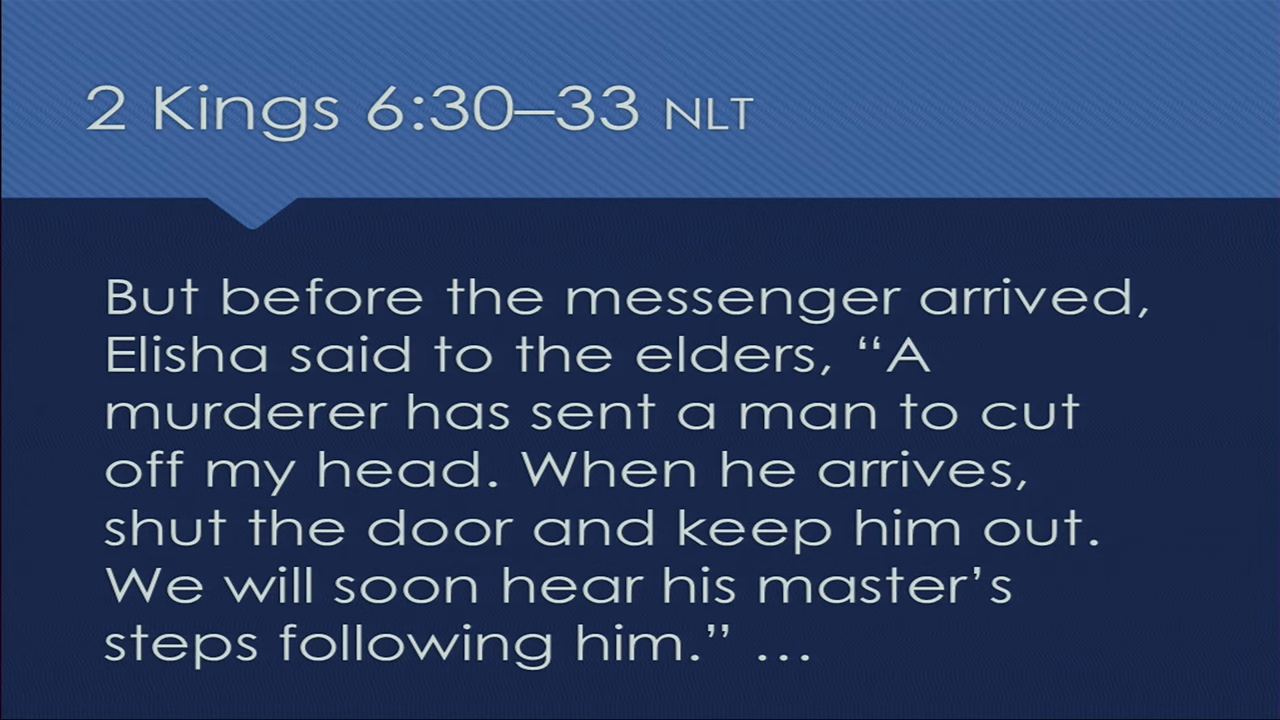 2 Kings 6:30–33 NLT
But before the messenger arrived,
Elisha said to the elders, “A
murderer has sent a man to cut
off my head. When he arrives,
shut the door and keep him out.
We will soon hear his master’s
steps following him.” …